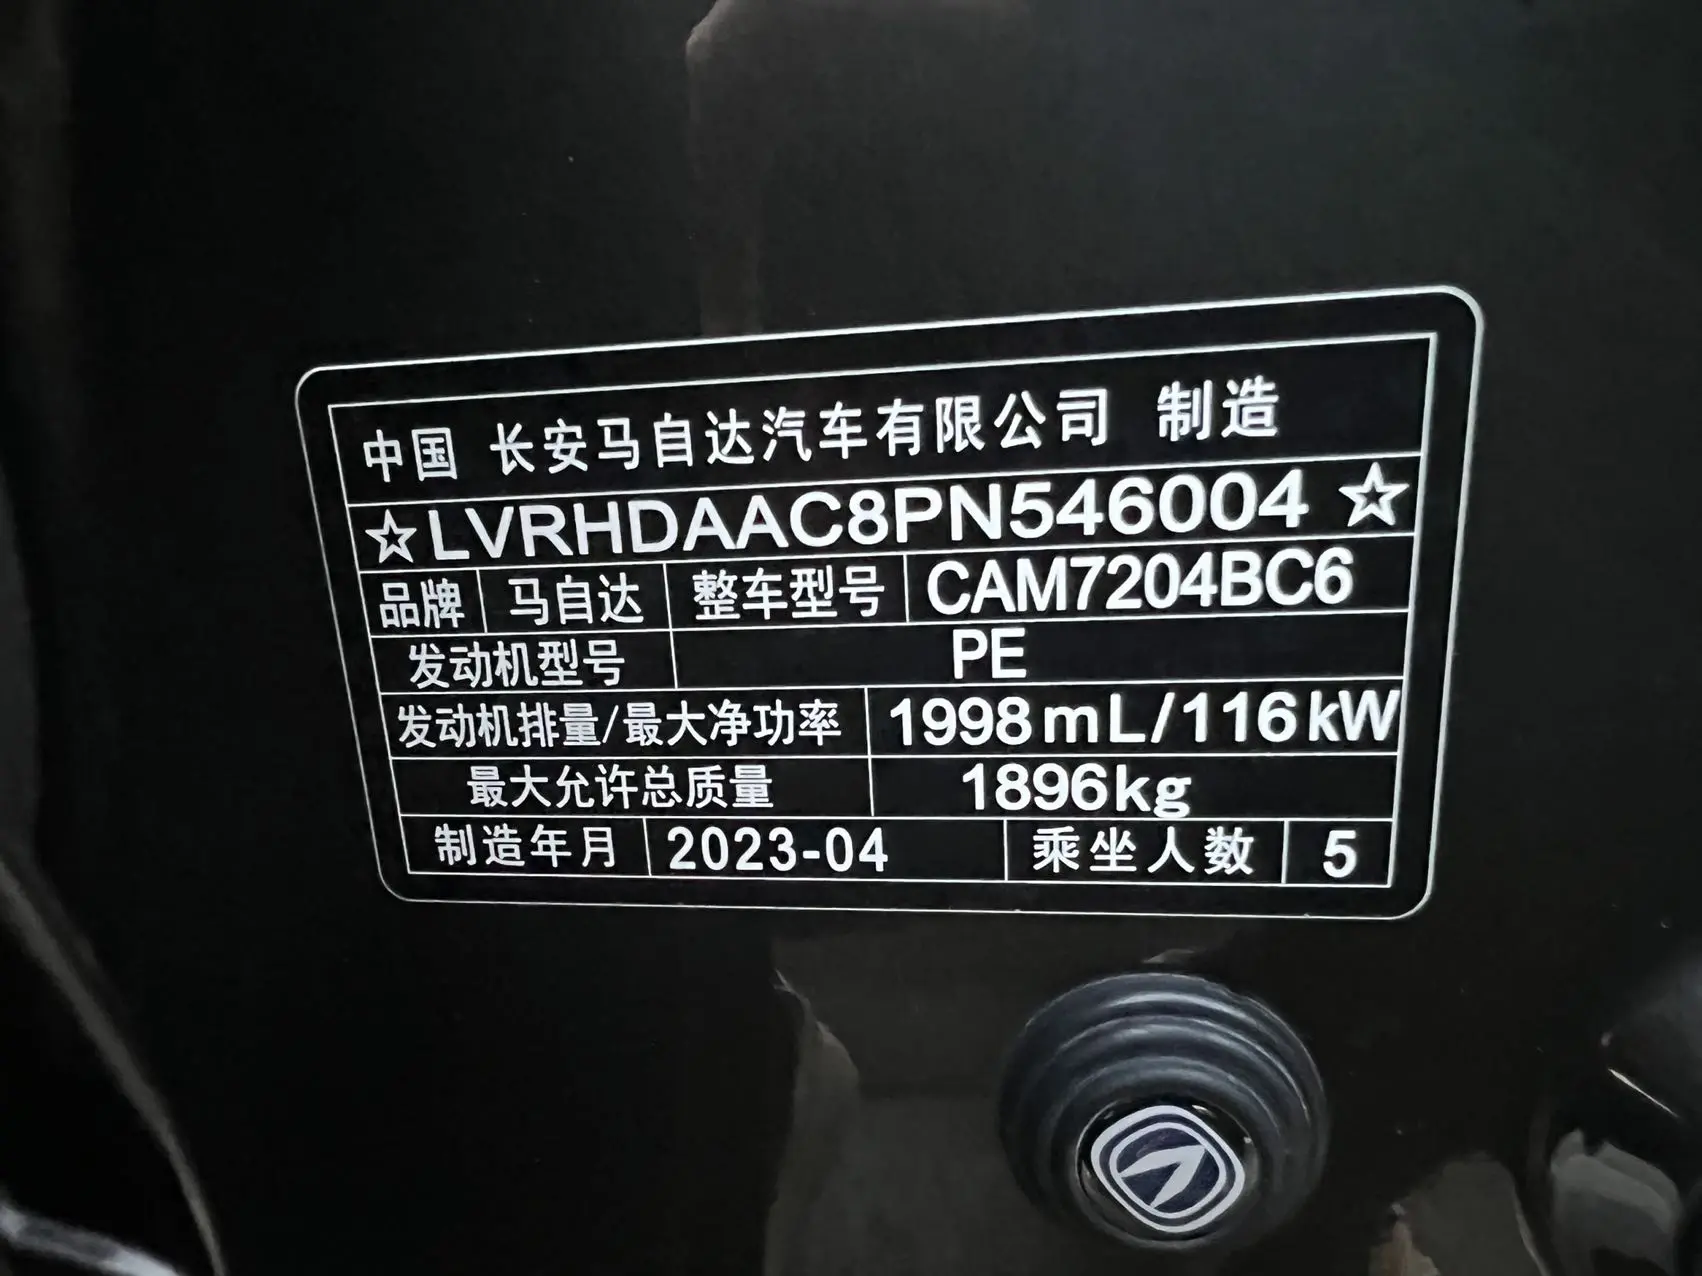 中国 长安马自达汽车有限公司 制造
☆LVRHDAAC8PN546004☆
品牌 马自达 整车型号 CAM7204BC6
发动机型号 PE
发动机排量/最大净功率 1998mL/116kW
最大允许总质量 1896kg
制造年月 2023-04 乘坐人数 5